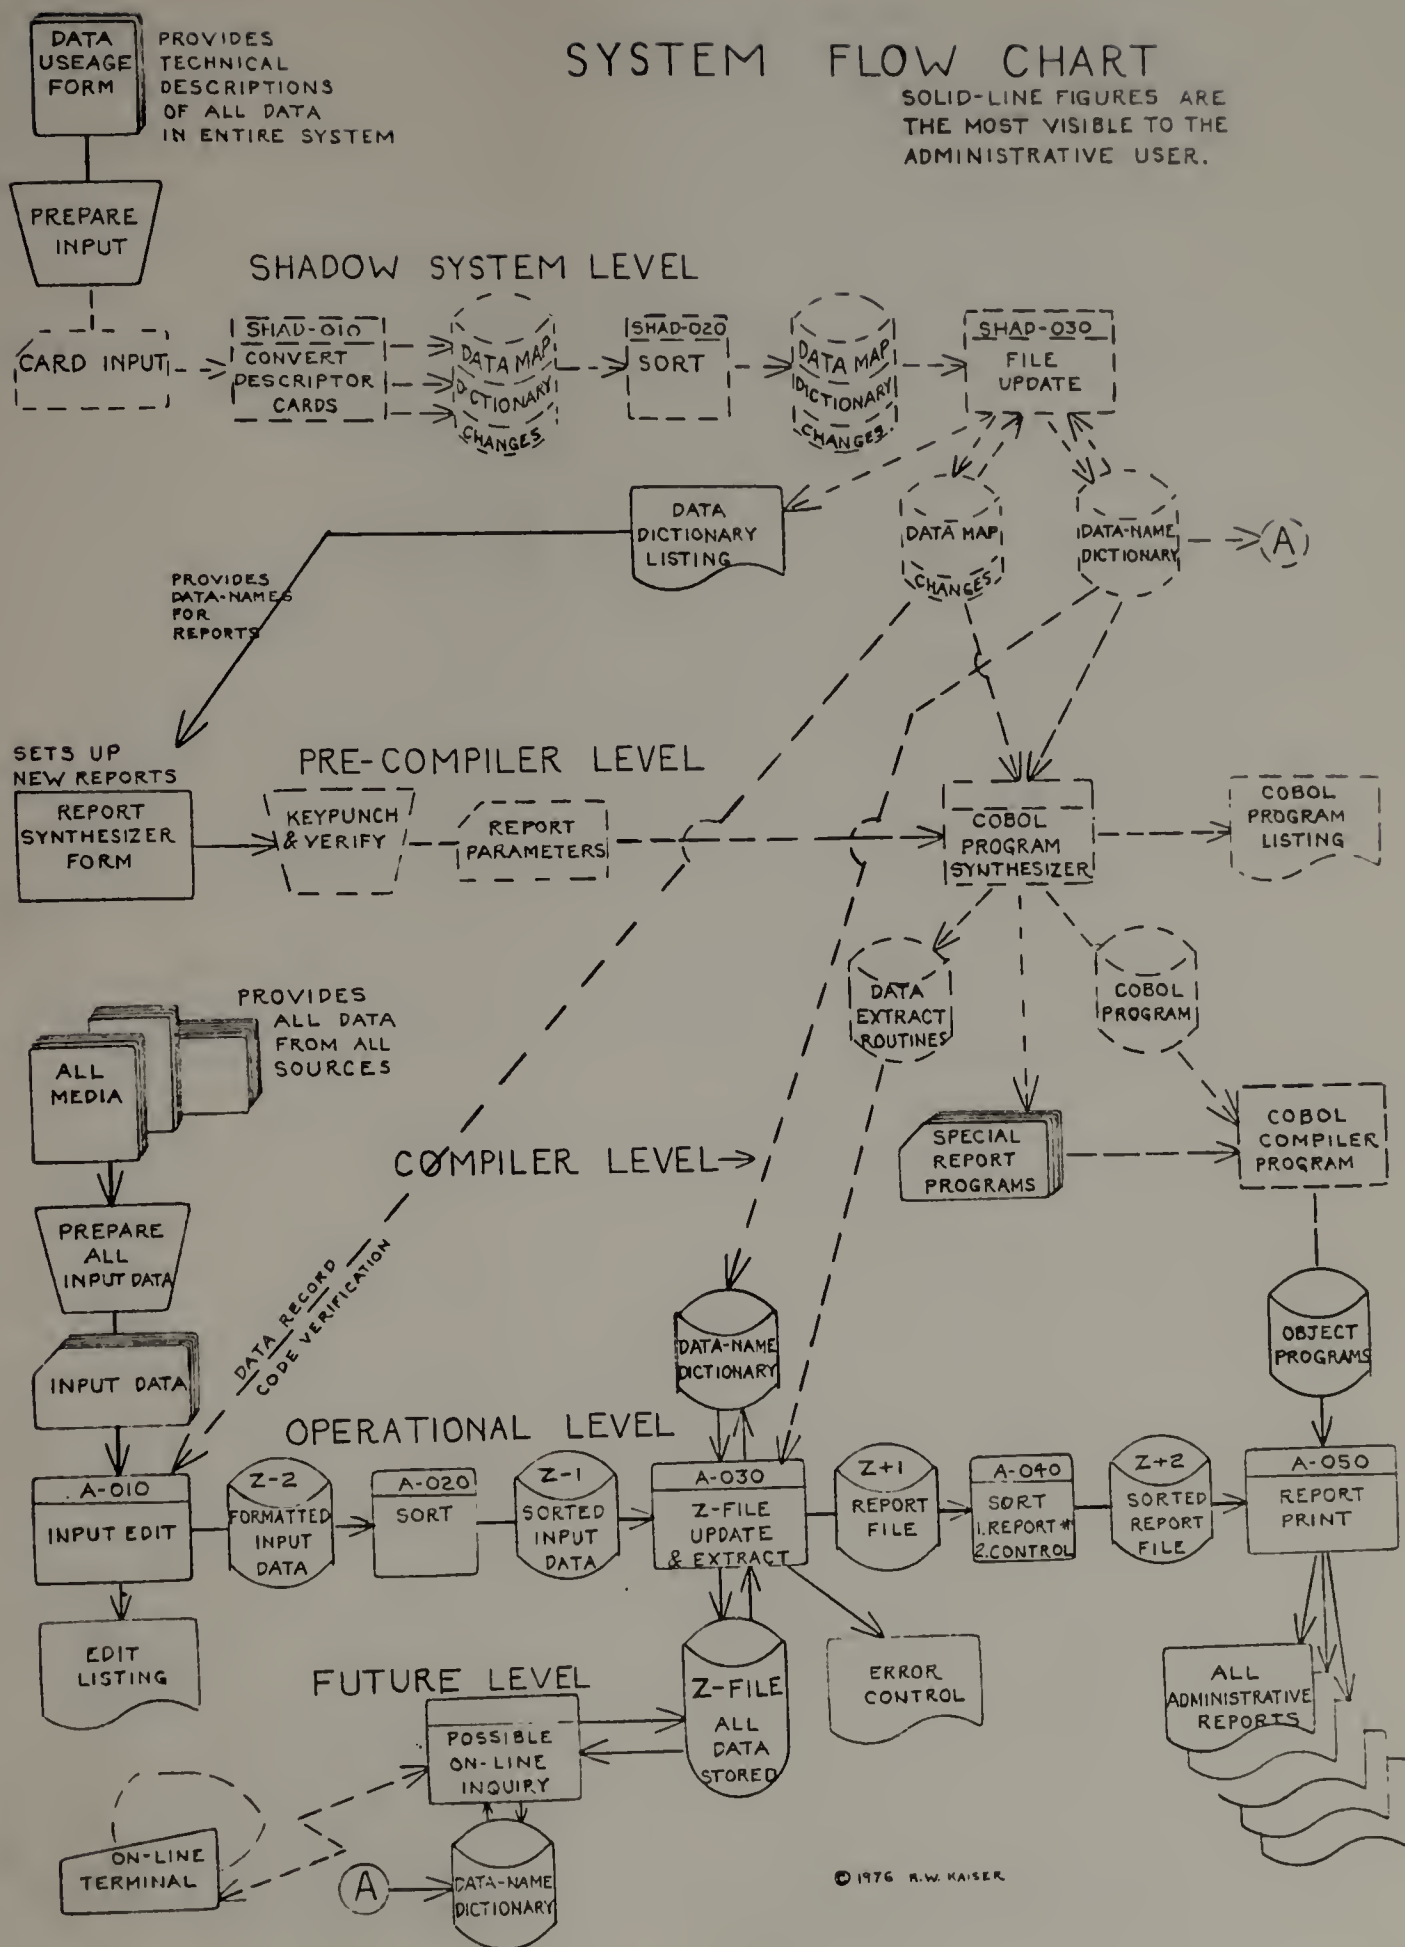 DATA
USEAGE
FORM
PROVIDES
TECHNICAL
DESCRIPTIONS
OF ALL DATA
IN ENTIRE SYSTEM
SYSTEM FLOW CHART
SOLID-LINE FIGURES ARE
THE MOST VISIBLE TO THE
ADMINISTRATIVE USER.
PREPARE
INPUT
SHADOW SYSTEM LEVEL
CARD INPUT
SHAD-010
CONVERT
DESCRIPTOR
CARDS
DATA MAP
DICTIONARY
CHANGES
SHAD-020
SORT
DATA MAP
DICTIONARY
CHANGES.
SHAD-030
FILE
UPDATE
DATA
DICTIONARY
LISTING
DATA MAP
CHANGES
DATA-NAME
DICTIONARY
A
PROVIDES
DATA-NAMES
FOR
REPORTS
SETS UP
NEW REPORTS
REPORT
SYNTHESIZER
FORM
PRE-COMPILER LEVEL
KEYPUNCH
& VERIFY
REPORT
PARAMETERS
COBOL
PROGRAM
SYNTHESIZER
COBOL
PROGRAM
LISTING
DATA
EXTRACT
ROUTINES
COBOL
PROGRAM
PROVIDES
ALL DATA
FROM ALL
SOURCES
ALL
MEDIA
COMPILER LEVEL
SPECIAL
REPORT
PROGRAMS
COBOL
COMPILER
PROGRAM
PREPARE
ALL
INPUT DATA
DATA RECORD
CODE VERIFICATION
DATA-NAME
DICTIONARY
OBJECT
PROGRAMS
INPUT DATA
OPERATIONAL LEVEL
A-010
INPUT EDIT
Z-2
FORMATTED
INPUT
DATA
A-020
SORT
Z-1
SORTED
INPUT
DATA
A-030
Z-FILE
UPDATE
& EXTRACT
Z+1
REPORT
FILE
A-040
SORT
1. REPORT #
2. CONTROL
Z+2
SORTED
REPORT
FILE
A-050
REPORT
PRINT
EDIT
LISTING
FUTURE LEVEL
POSSIBLE
ON-LINE
INQUIRY
Z-FILE
ALL
DATA
STORED
ERROR
CONTROL
ALL
ADMINISTRATIVE
REPORTS
ON-LINE
TERMINAL
A
DATA-NAME
DICTIONARY
© 1976 R.W. KAISER